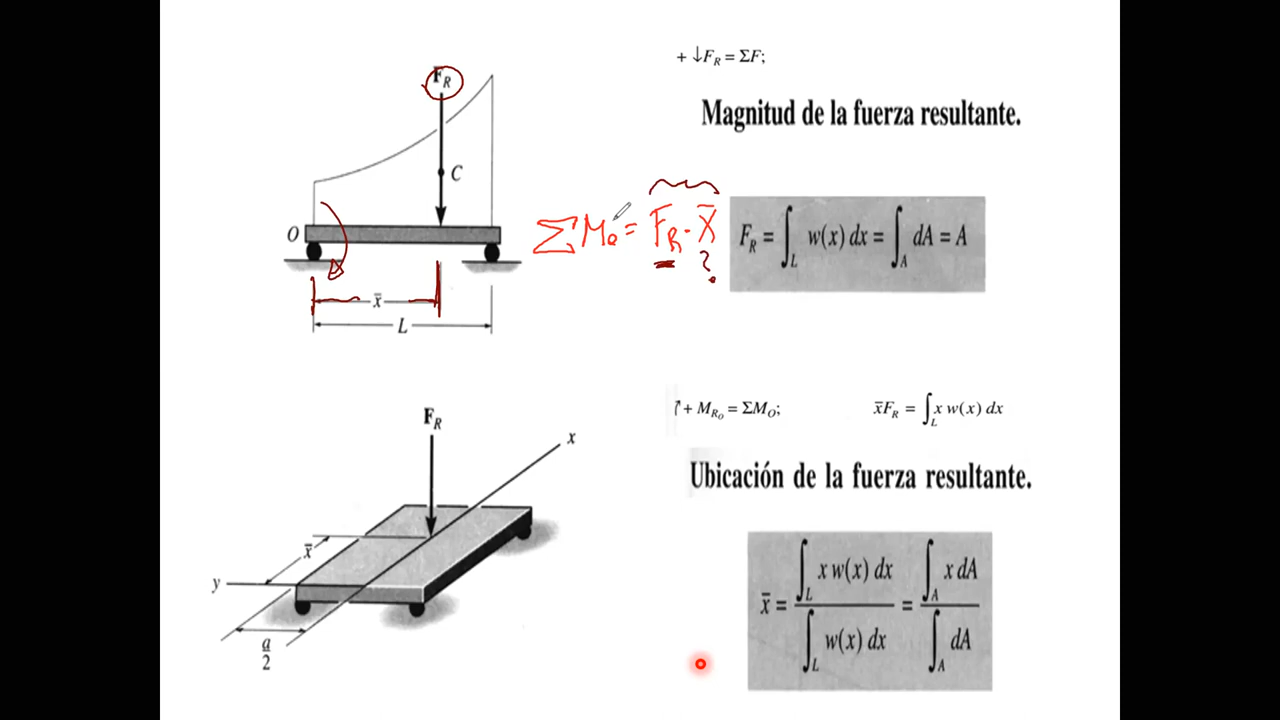 + ↓F_R = ΣF;
Magnitud de la fuerza resultante.
F_R
C
O
x̄
L
∑M_o = F_R · x̄
?
F_R = ∫_L w(x) dx = ∫_A dA = A
F_R
x
x̄
y
a/2
↱+ M_{R_O} = ΣM_O; x̄F_R = ∫_L x w(x) dx
Ubicación de la fuerza resultante.
x̄ = ∫_L x w(x) dx / ∫_L w(x) dx = ∫_A x dA / ∫_A dA